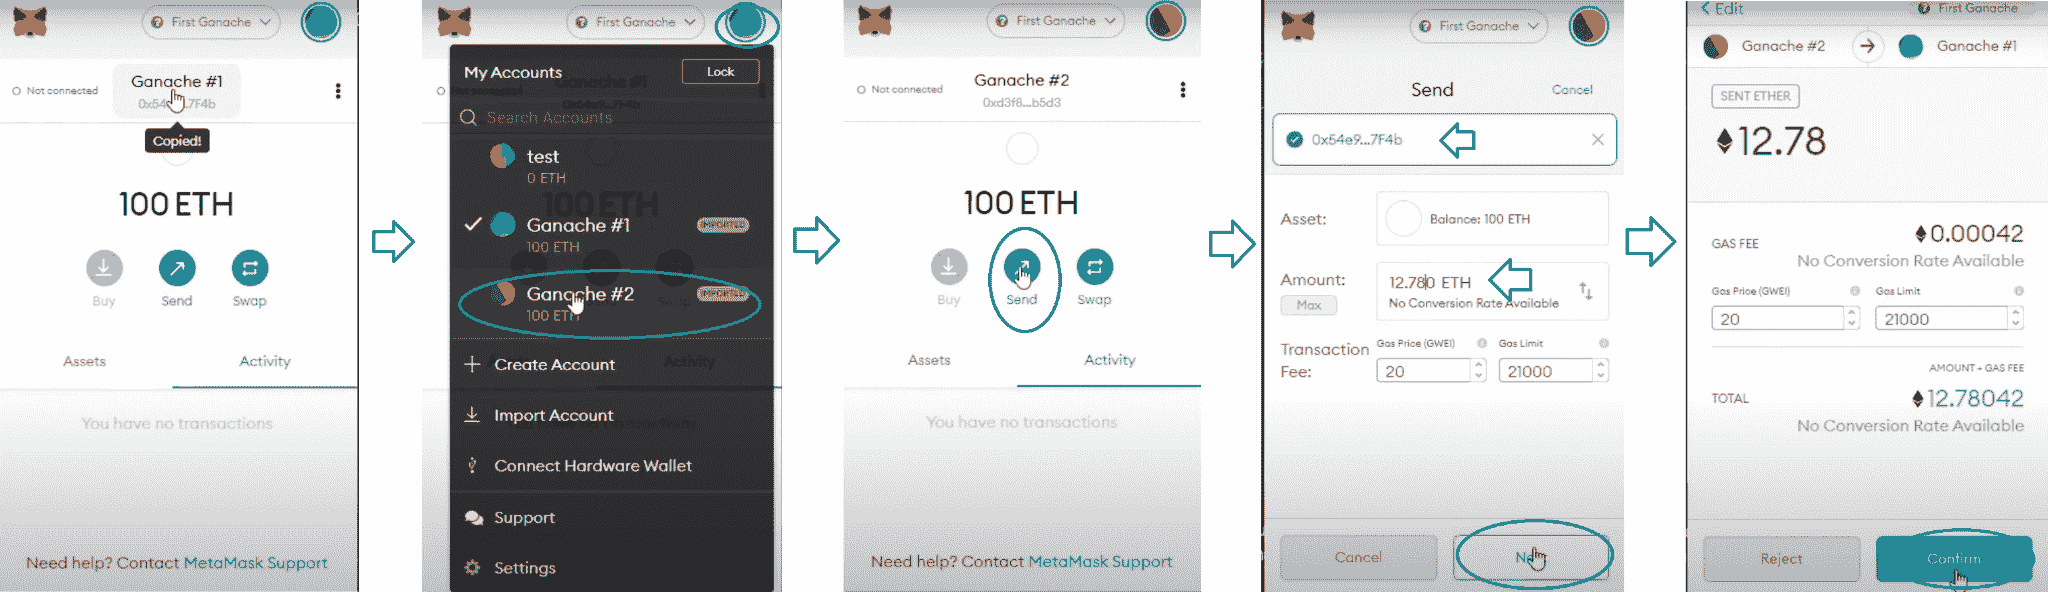 First Ganache
Not connected
Ganache #1
0x54 7F4b
Copied!
100 ETH
Buy
Send
Swap
Assets
Activity
You have no transactions
Need help? Contact MetaMask Support
First Ganache
My Accounts
Lock
Search Accounts
test
0 ETH
Ganache #1
100 ETH
Ganache #2
100 ETH
Create Account
Import Account
Connect Hardware Wallet
Support
Settings
First Ganache
Not connected
Ganache #2
0xd3f6...b5d3
100 ETH
Buy
Send
Swap
Assets
Activity
You have no transactions
Need help? Contact MetaMask Support
First Ganache
Send
Cancel
0x54e9...7F4b
Asset:
Balance: 100 ETH
Amount:
Max
12.780 ETH
No Conversion Rate Available
Transaction Fee:
Gas Price (GWEI)
Gas Limit
20
21000
Cancel
< Edit
First Ganache
Ganache #2
Ganache #1
SENT ETHER
12.78
GAS FEE
0.00042
No Conversion Rate Available
Gas Price (GWEI)
Gas Limit
20
21000
AMOUNT + GAS FEE
TOTAL
12.78042
No Conversion Rate Available
Reject
Confirm